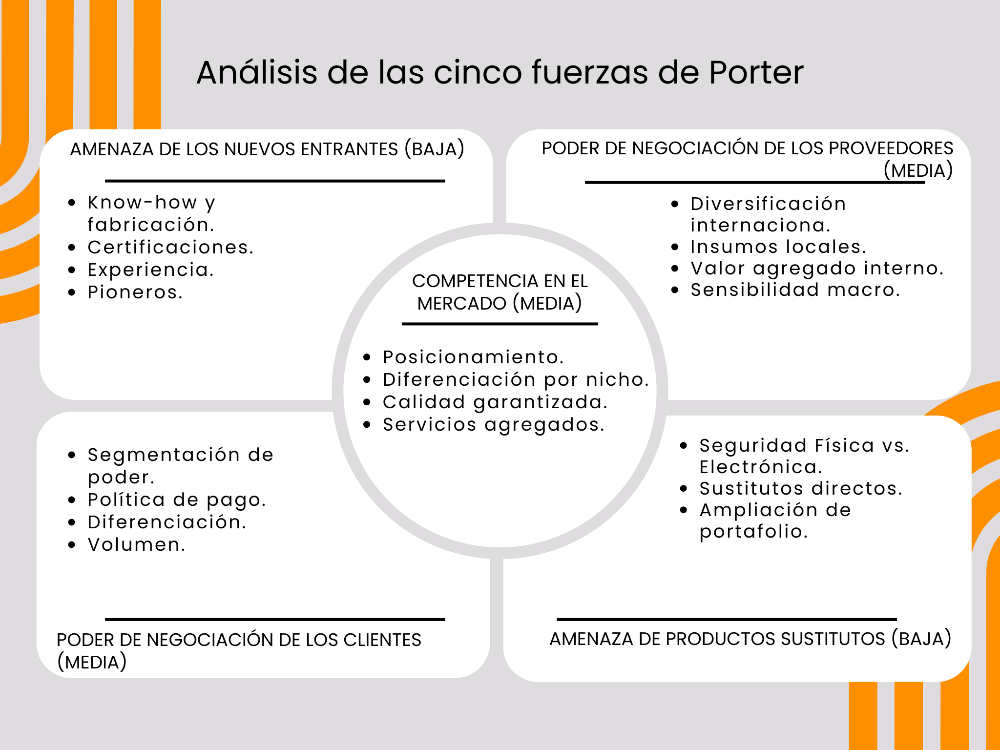 Análisis de las cinco fuerzas de Porter
AMENAZA DE LOS NUEVOS ENTRANTES (BAJA)
• Know-how y
fabricación.
• Certificaciones.
• Experiencia.
• Pioneros.
PODER DE NEGOCIACIÓN DE LOS PROVEEDORES
(MEDIA)
• Diversificación
internaciona.
• Insumos locales.
• Valor agregado interno.
• Sensibilidad macro.
COMPETENCIA EN EL
MERCADO (MEDIA)
• Posicionamiento.
• Diferenciación por nicho.
• Calidad garantizada.
• Servicios agregados.
• Segmentación de
poder.
• Política de pago.
• Diferenciación.
• Volumen.
PODER DE NEGOCIACIÓN DE LOS CLIENTES
(MEDIA)
• Seguridad Física vs.
Electrónica.
• Sustitutos directos.
• Ampliación de
portafolio.
AMENAZA DE PRODUCTOS SUSTITUTOS (BAJA)